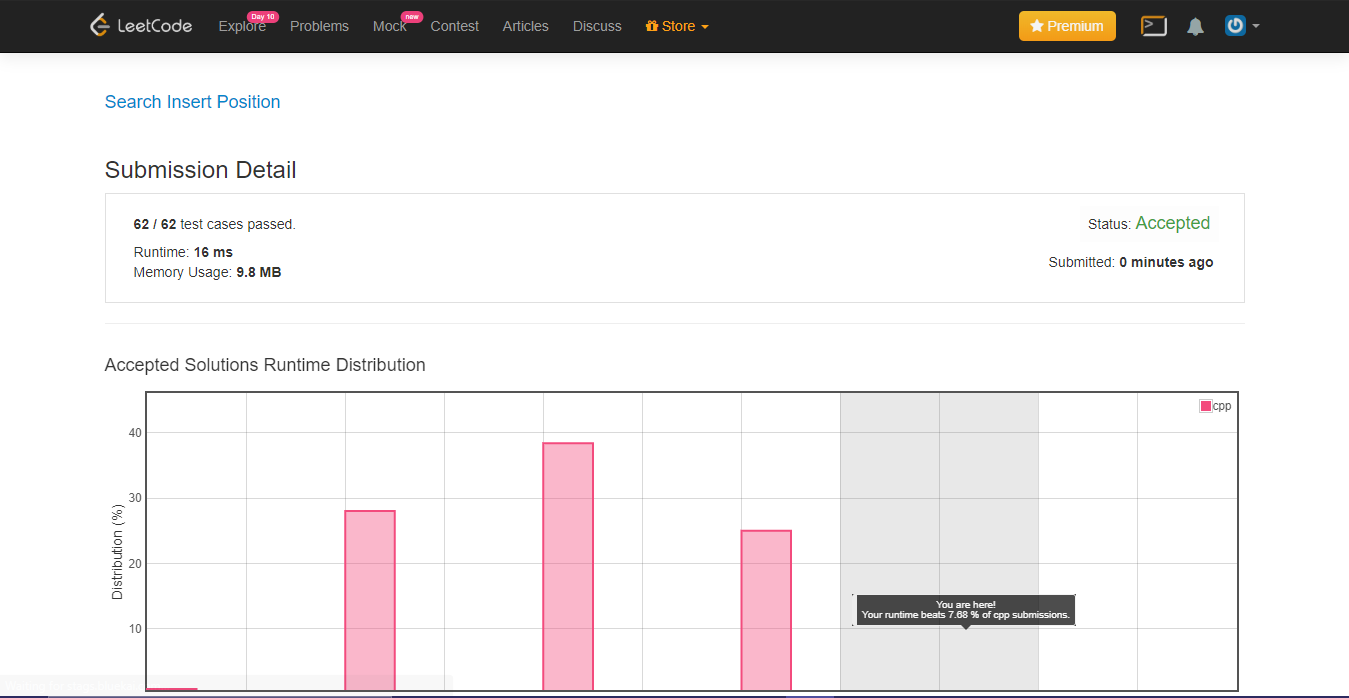 LeetCode
Explore Day 10 Problems Mock new Contest Articles Discuss Store Premium
Search Insert Position
Submission Detail
62 / 62 test cases passed.
Status: Accepted
Runtime: 16 ms
Memory Usage: 9.8 MB
Submitted: 0 minutes ago
Accepted Solutions Runtime Distribution
cpp
40
30
20
10
Distribution (%)
You are here!
Your runtime beats 7.68 % of cpp submissions.